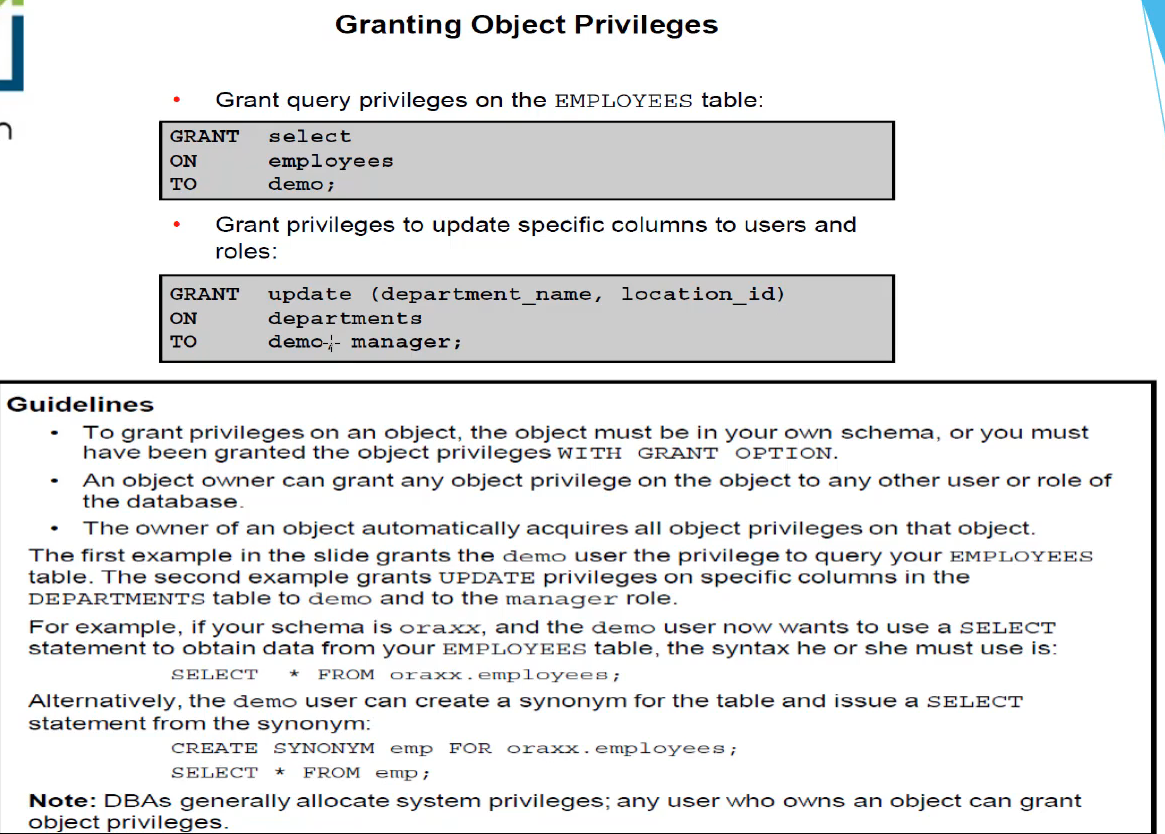 Granting Object Privileges
n
• Grant query privileges on the EMPLOYEES table:
GRANT select
ON employees
TO demo;
• Grant privileges to update specific columns to users and
roles:
GRANT update (department_name, location_id)
ON departments
TO demo, manager;
Guidelines
• To grant privileges on an object, the object must be in your own schema, or you must
have been granted the object privileges WITH GRANT OPTION.
• An object owner can grant any object privilege on the object to any other user or role of
the database.
• The owner of an object automatically acquires all object privileges on that object.
The first example in the slide grants the demo user the privilege to query your EMPLOYEES
table. The second example grants UPDATE privileges on specific columns in the
DEPARTMENTS table to demo and to the manager role.
For example, if your schema is oraxx, and the demo user now wants to use a SELECT
statement to obtain data from your EMPLOYEES table, the syntax he or she must use is:
SELECT * FROM oraxx.employees;
Alternatively, the demo user can create a synonym for the table and issue a SELECT
statement from the synonym:
CREATE SYNONYM emp FOR oraxx.employees;
SELECT * FROM emp;
Note: DBAs generally allocate system privileges; any user who owns an object can grant
object privileges.